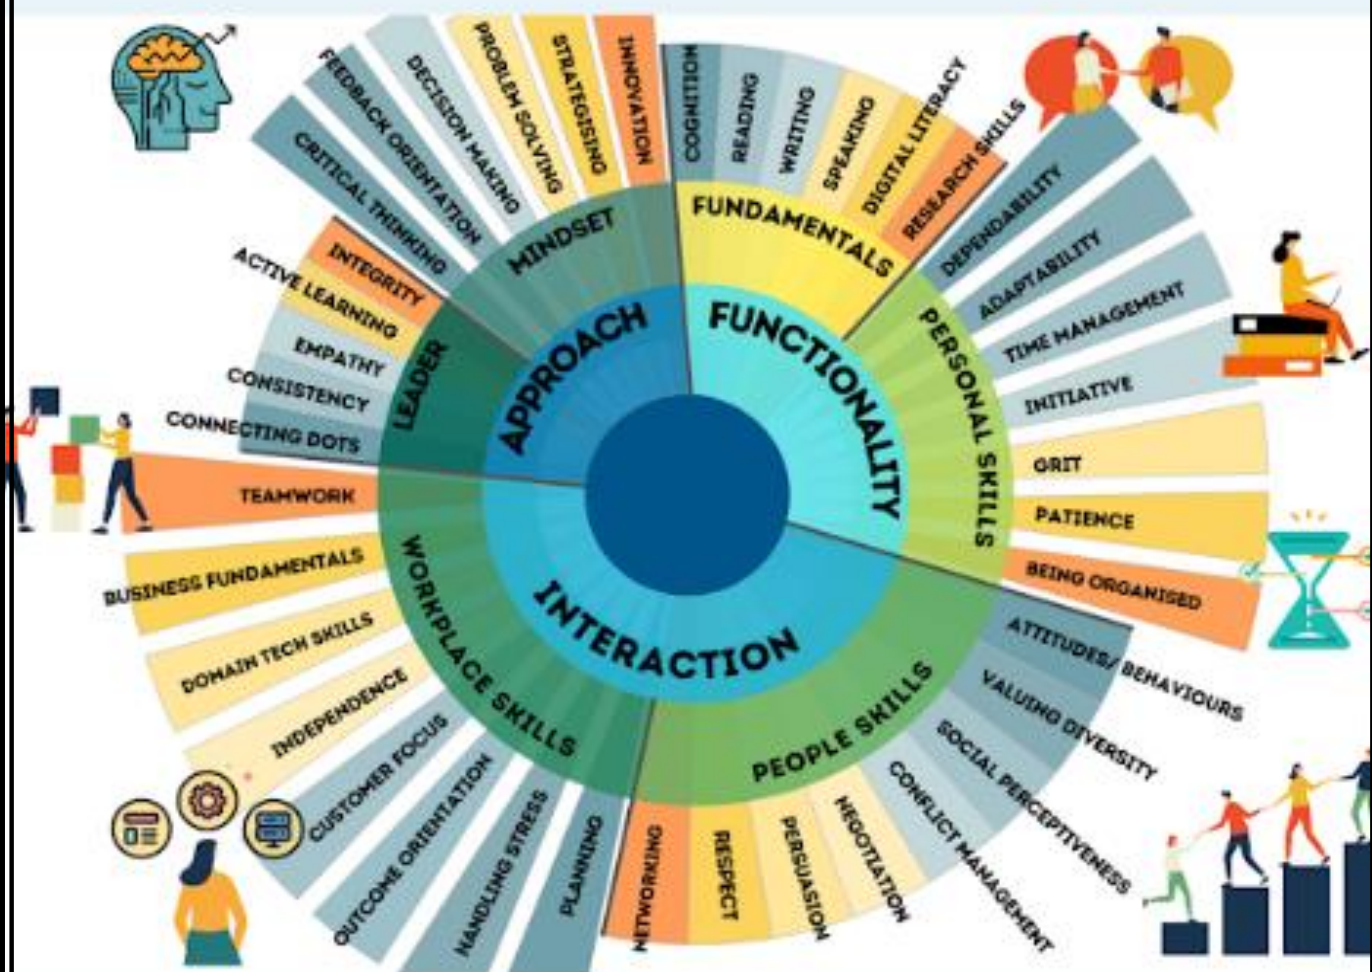 APPROACH
MINDSET
CRITICAL THINKING
FEEDBACK ORIENTATION
DECISION MAKING
PROBLEM SOLVING
STRATEGISING
INNOVATION
LEADER
INTEGRITY
ACTIVE LEARNING
EMPATHY
CONSISTENCY
CONNECTING DOTS
FUNCTIONALITY
FUNDAMENTALS
COGNITION
READING
WRITING
SPEAKING
DIGITAL LITERACY
RESEARCH SKILLS
PERSONAL SKILLS
DEPENDABILITY
ADAPTABILITY
TIME MANAGEMENT
INITIATIVE
GRIT
PATIENCE
BEING ORGANISED
INTERACTION
PEOPLE SKILLS
ATTITUDES/ BEHAVIOURS
VALUING DIVERSITY
SOCIAL PERCEPTIVENESS
CONFLICT MANAGEMENT
NEGOTIATION
PERSUASION
RESPECT
NETWORKING
WORKPLACE SKILLS
PLANNING
HANDLING STRESS
OUTCOME ORIENTATION
CUSTOMER FOCUS
INDEPENDENCE
DOMAIN TECH SKILLS
BUSINESS FUNDAMENTALS
TEAMWORK